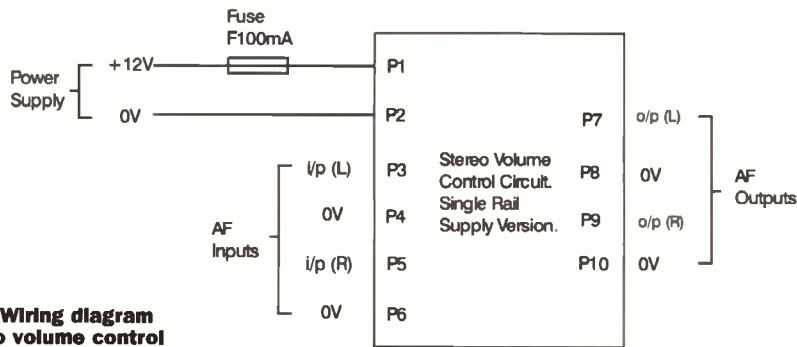 Fuse
F100mA
Power
Supply
+12V
0V
P1
P2
AF
Inputs
i/p (L)
0V
i/p (R)
0V
P3
P4
P5
P6
Stereo Volume
Control Circuit.
Single Rail
Supply Version.
P7
P8
P9
P10
o/p (L)
0V
o/p (R)
0V
AF
Outputs
Wiring diagram
o volume control